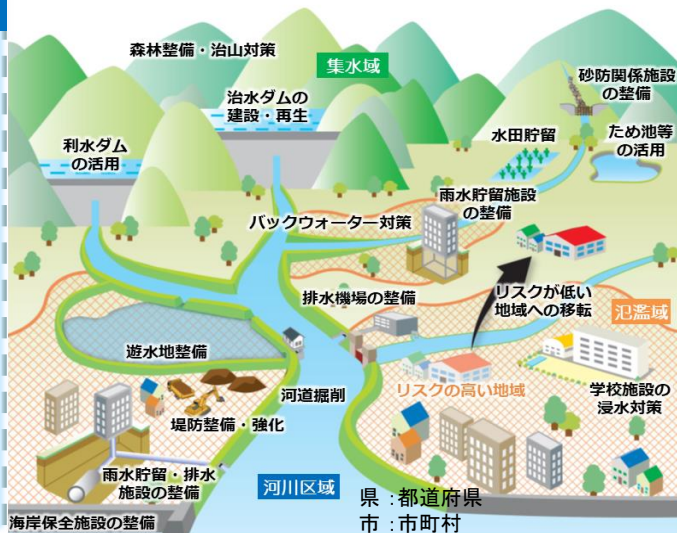 森林整備・治山対策
集水域
砂防関係施設
の整備
治水ダムの
建設・再生
水田貯留
ため池等
の活用
利水ダム
の活用
雨水貯留施設
の整備
バックウォーター対策
排水機場の整備
リスクが低い
地域への移転
氾濫域
遊水地整備
リスクの高い地域
学校施設の
浸水対策
河道掘削
堤防整備・強化
雨水貯留・排水
施設の整備
河川区域
県:都道府県
市:市町村
海岸保全施設の整備